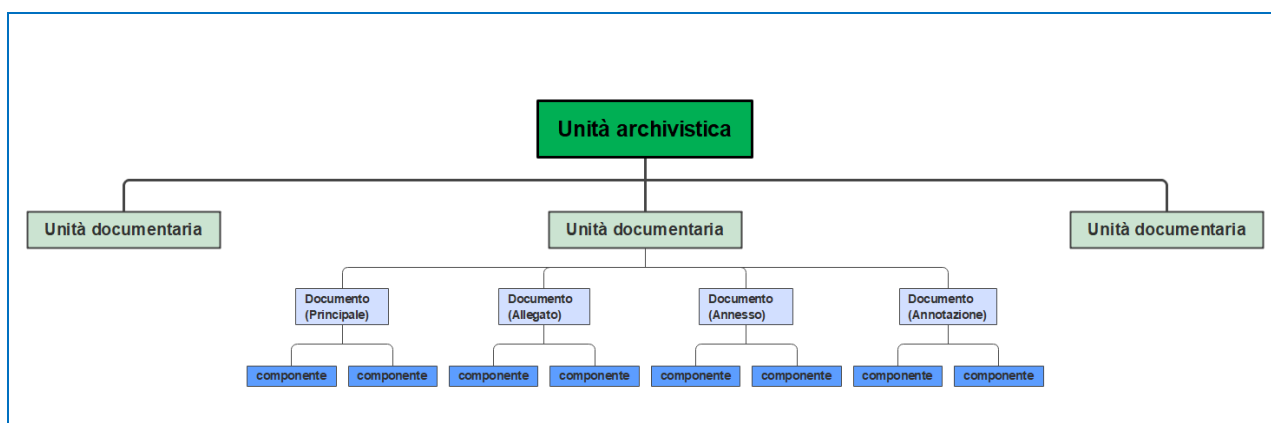 Unità archivistica
Unità documentaria
Unità documentaria
Unità documentaria
Documento
(Principale)
Documento
(Allegato)
Documento
(Annesso)
Documento
(Annotazione)
componente
componente
componente
componente
componente
componente
componente
componente